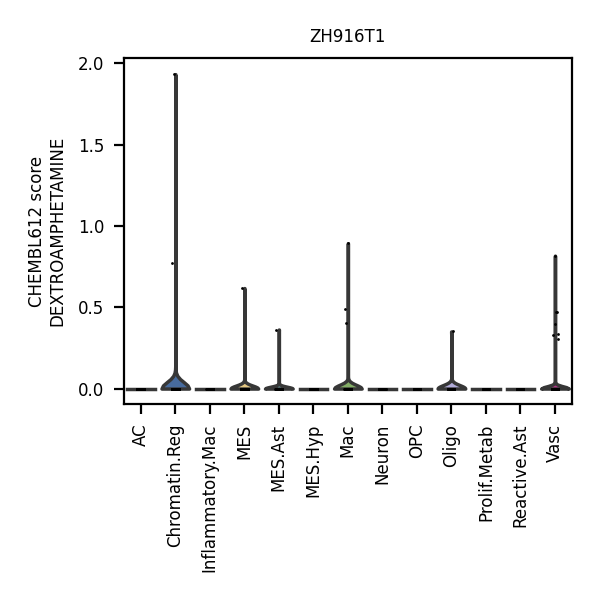 ZH916T1
CHEMBL612 score
DEXTROAMPHETAMINE
2.0
1.5
1.0
0.5
0.0
AC
Chromatin.Reg
Inflammatory.Mac
MES
MES.Ast
MES.Hyp
Mac
Neuron
OPC
Oligo
Prolif.Metab
Reactive.Ast
Vasc